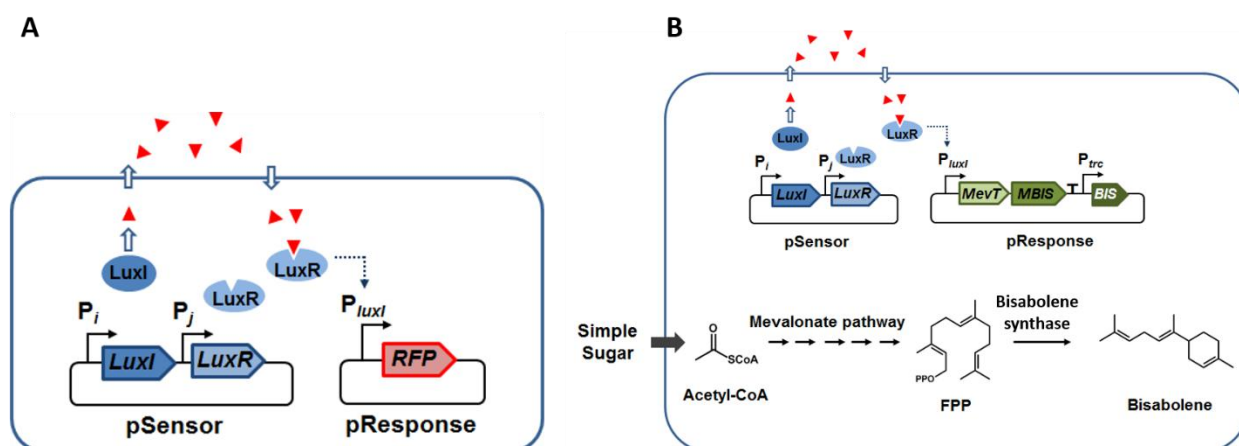 A
LuxI
LuxR
LuxR
Pi
Pj
PluxI
LuxI
LuxR
RFP
pSensor
pResponse
B
LuxI
LuxR
LuxR
Pi
Pj
PluxI
Ptrc
LuxI
LuxR
MevT
MBIS
T
BIS
pSensor
pResponse
Simple
Sugar
O
SCoA
Acetyl-CoA
Mevalonate pathway
PPO
FPP
Bisabolene
synthase
Bisabolene